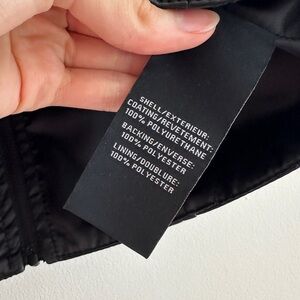 SHELL/EXTERIEUR:
COATING/REVETEMENT:
100% POLYURETHANE
BACKING/ENVERSE:
100% POLYESTER
LINING/DOUBLURE:
100% POLYESTER